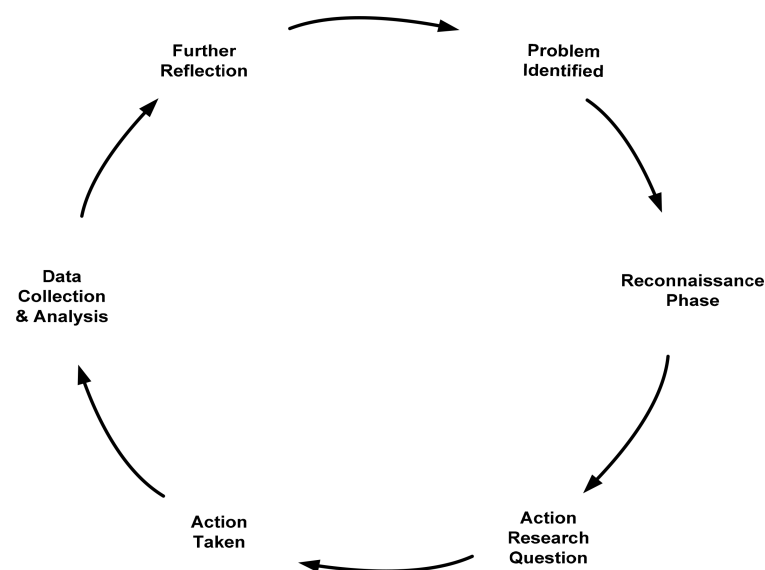 Further
Reflection
Problem
Identified
Reconnaissance
Phase
Action
Research
Question
Action
Taken
Data
Collection
& Analysis